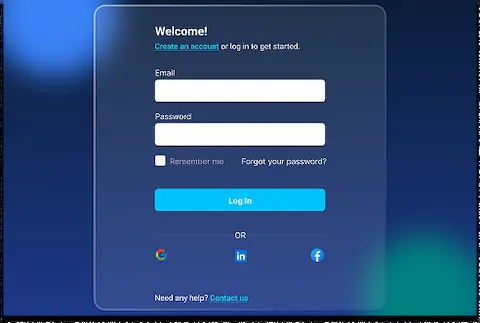 Welcome!
Create an account or log in to get started.
Email
Password
Remember me Forgot your password?
Log In
OR
in f
Need any help? Contact us